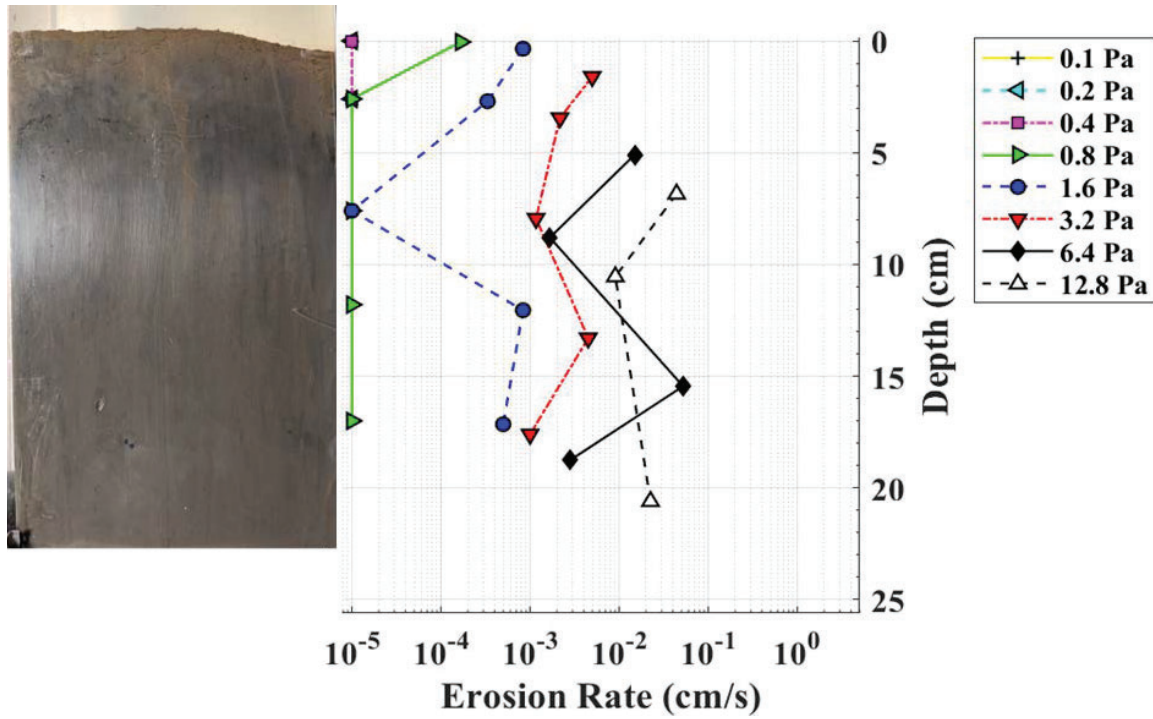 0
5
10
15
20
25
Depth (cm)
10⁻⁵ 10⁻⁴ 10⁻³ 10⁻² 10⁻¹ 10⁰
Erosion Rate (cm/s)
0.1 Pa
0.2 Pa
0.4 Pa
0.8 Pa
1.6 Pa
3.2 Pa
6.4 Pa
12.8 Pa